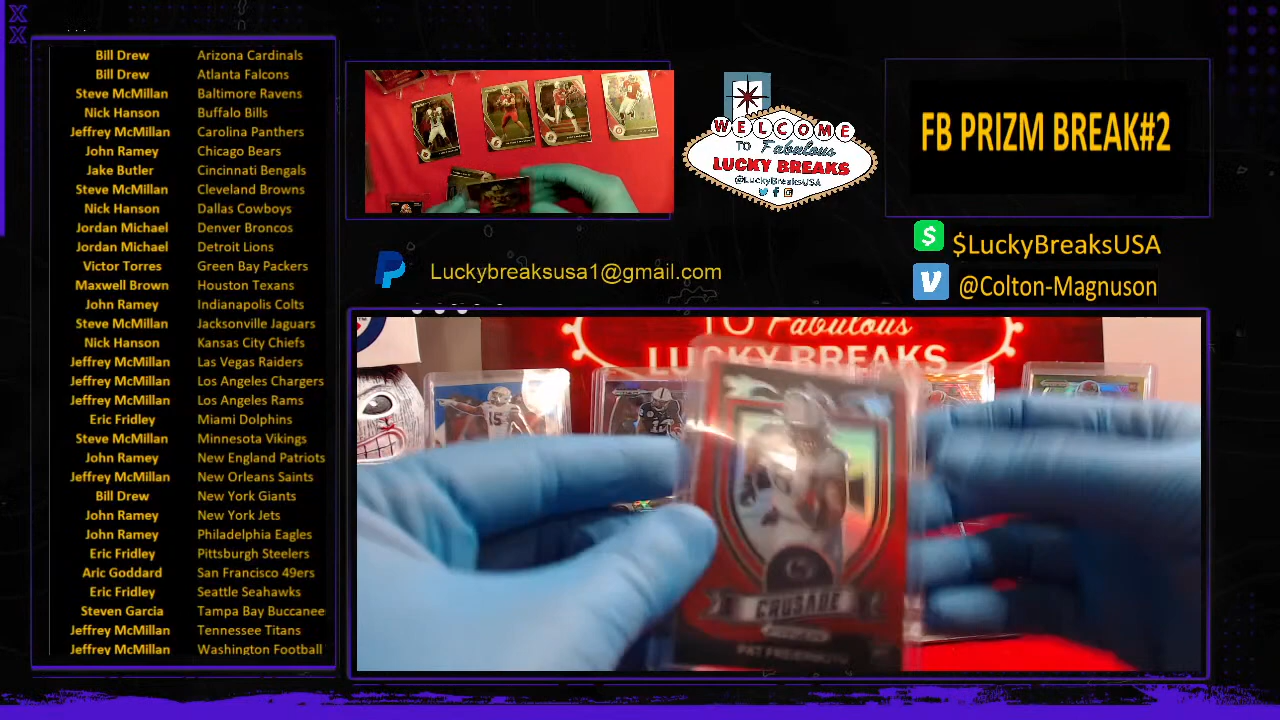 Bill Drew Arizona Cardinals
Bill Drew Atlanta Falcons
Steve McMillan Baltimore Ravens
Nick Hanson Buffalo Bills
Jeffrey McMillan Carolina Panthers
John Ramey Chicago Bears
Jake Butler Cincinnati Bengals
Steve McMillan Cleveland Browns
Nick Hanson Dallas Cowboys
Jordan Michael Denver Broncos
Jordan Michael Detroit Lions
Victor Torres Green Bay Packers
Maxwell Brown Houston Texans
John Ramey Indianapolis Colts
Steve McMillan Jacksonville Jaguars
Nick Hanson Kansas City Chiefs
Jeffrey McMillan Las Vegas Raiders
Jeffrey McMillan Los Angeles Chargers
Jeffrey McMillan Los Angeles Rams
Eric Fridley Miami Dolphins
Steve McMillan Minnesota Vikings
John Ramey New England Patriots
Jeffrey McMillan New Orleans Saints
Bill Drew New York Giants
John Ramey New York Jets
John Ramey Philadelphia Eagles
Eric Fridley Pittsburgh Steelers
Aric Goddard San Francisco 49ers
Eric Fridley Seattle Seahawks
Steven Garcia Tampa Bay Buccanee
Jeffrey McMillan Tennessee Titans
Jeffrey McMillan Washington Football
WELCOME
TO Fabulous
LUCKY BREAKS
@LuckyBreaksUSA
FB PRIZM BREAK#2
$LuckyBreaksUSA
@Colton-Magnuson
Luckybreaksusa1@gmail.com
TO Fabulous
LUCKY BREAKS
15
CRUSADE
PAT FREIERMUTH